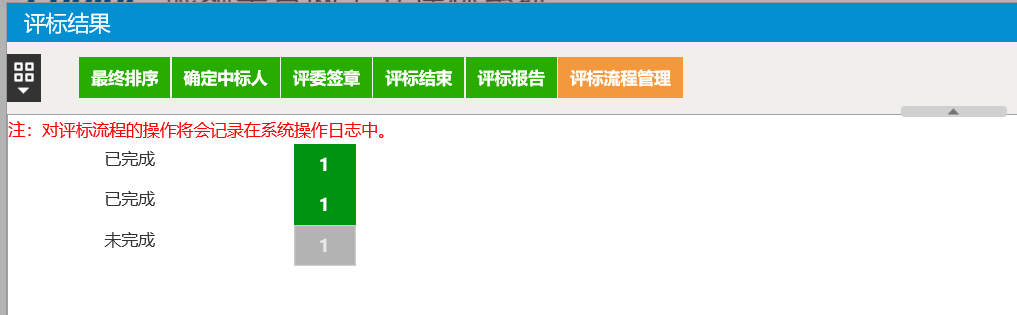 评标结果
最终排序 确定中标人 评委签章 评标结束 评标报告 评标流程管理
注：对评标流程的操作将会记录在系统操作日志中。
已完成 1
已完成 1
未完成 1